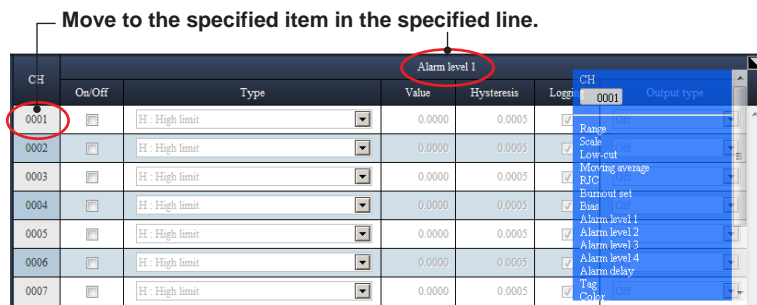 Move to the specified item in the specified line.
Alarm level 1
CH
On/Off Type Value Hysteresis Loggin Output type
0001 H : High limit 0.0000 0.0005 Off
0002 H : High limit 0.0000 0.0005
0003 H : High limit 0.0000 0.0005 Off
0004 H : High limit 0.0000 0.0005
0005 H : High limit 0.0000 0.0005
0006 H : High limit 0.0000 0.0005
0007 H : High limit 0.0000 0.0005 Off
CH
0001
Range
Scale
Low-cut
Moving average
RJC
Burnout set
Bias
Alarm level 1
Alarm level 2
Alarm level 3
Alarm level 4
Alarm delay
Tag
Color